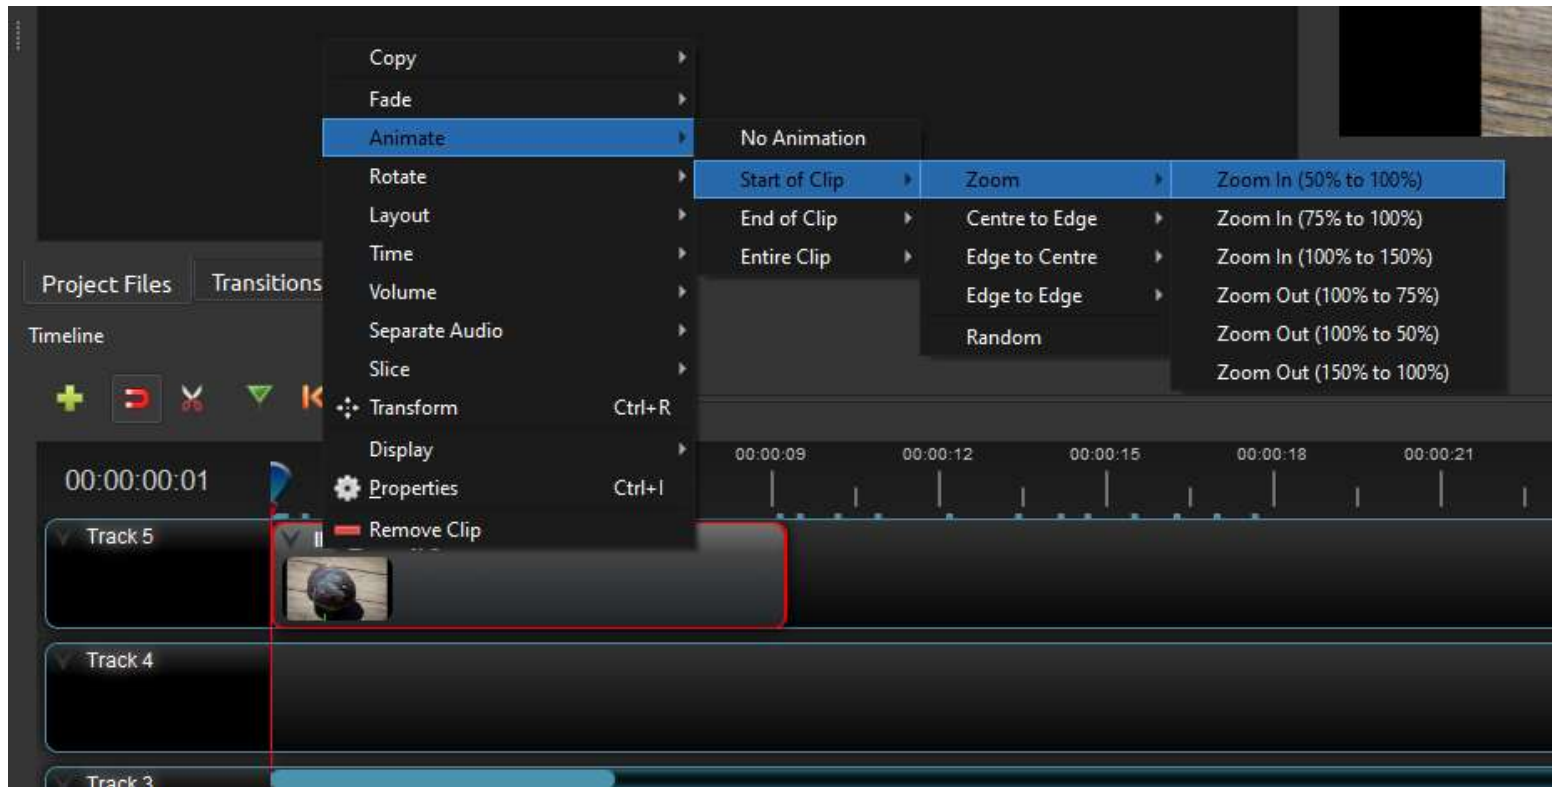 Copy
Fade
Animate
Rotate
Layout
Time
Volume
Separate Audio
Slice
Transform Ctrl+R
Display
Properties Ctrl+I
Remove Clip
No Animation
Start of Clip
End of Clip
Entire Clip
Zoom
Centre to Edge
Edge to Centre
Edge to Edge
Random
Zoom In (50% to 100%)
Zoom In (75% to 100%)
Zoom In (100% to 150%)
Zoom Out (100% to 75%)
Zoom Out (100% to 50%)
Zoom Out (150% to 100%)
Project Files Transitions
Timeline
00:00:09 00:00:12 00:00:15 00:00:18 00:00:21
00:00:00:01
Track 5
Track 4
Track 3